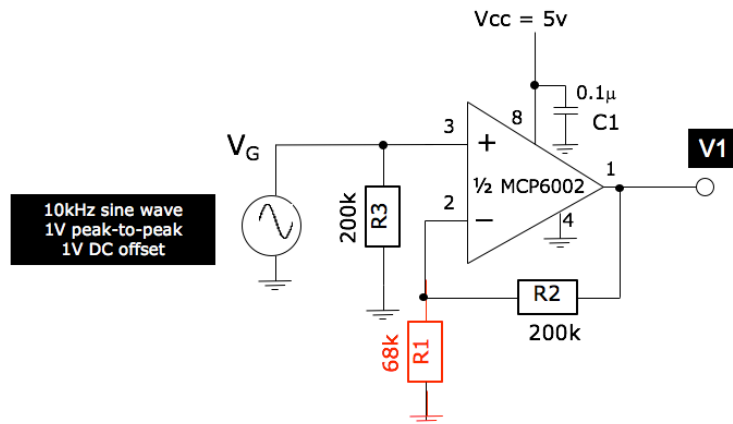 Vcc = 5v
0.1µ
C1
8
3
+
V1
VG
1
½ MCP6002
2
−
4
10kHz sine wave
1V peak-to-peak
1V DC offset
200k
R3
R2
200k
68k
R1